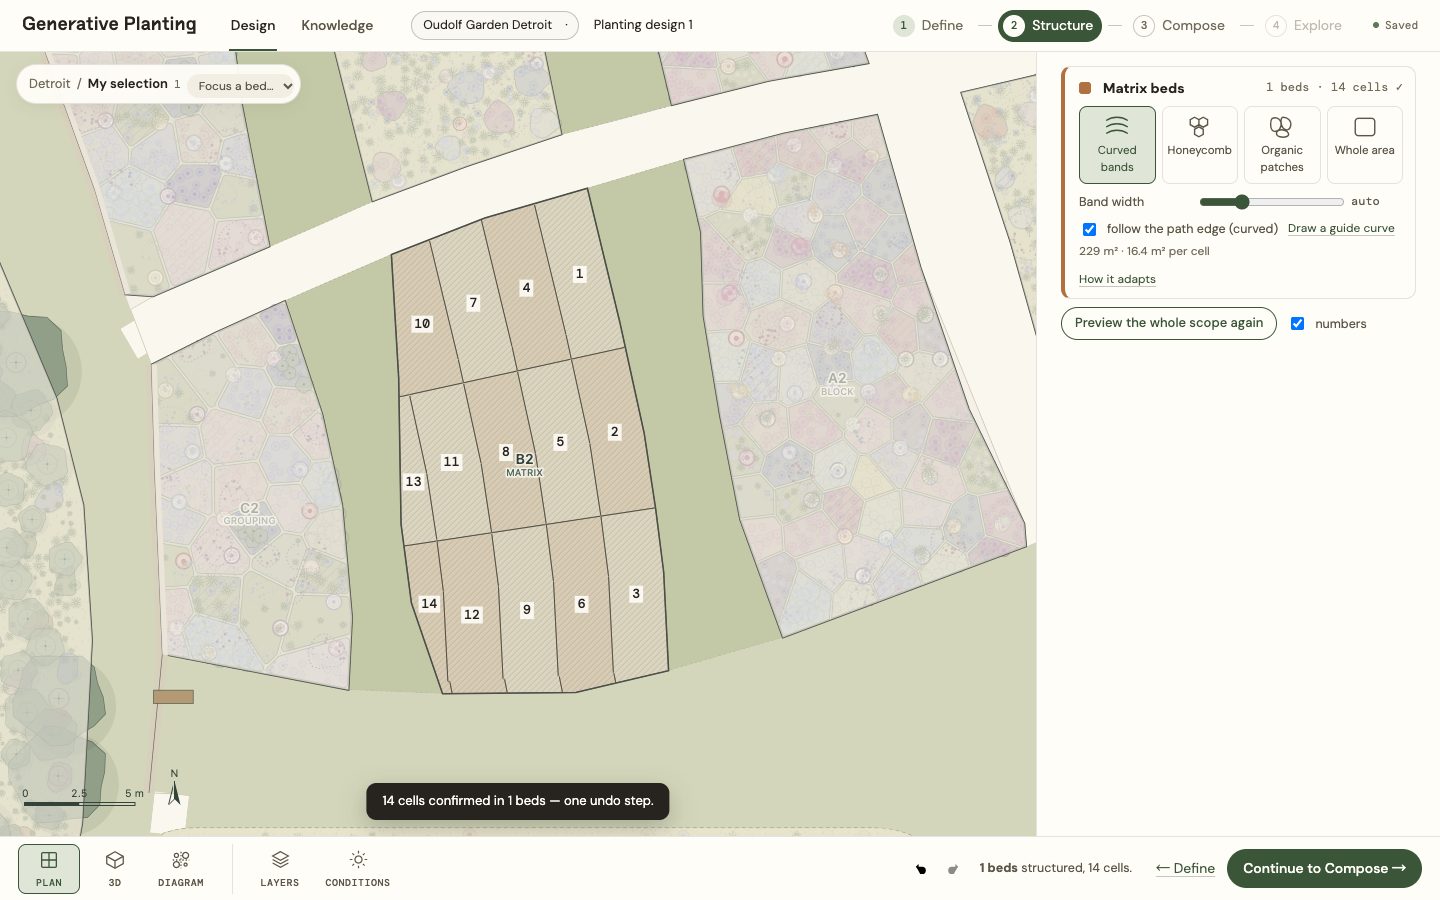 Generative Planting
Design
Knowledge
Oudolf Garden Detroit ·
Planting design 1
1 Define
2 Structure
3 Compose
4 Explore
Saved
Detroit / My selection 1
Focus a bed...
Matrix beds
1 beds · 14 cells ✓
Curved bands
Honeycomb
Organic patches
Whole area
Band width
auto
follow the path edge (curved)
Draw a guide curve
229 m² · 16.4 m² per cell
How it adapts
Preview the whole scope again
numbers
1
4
7
10
A2
BLOCK
2
5
8
B2
MATRIX
11
13
C2
GROUPING
3
6
9
12
14
N
0 2.5 5 m
14 cells confirmed in 1 beds — one undo step.
PLAN
3D
DIAGRAM
LAYERS
CONDITIONS
1 beds structured, 14 cells.
← Define
Continue to Compose →